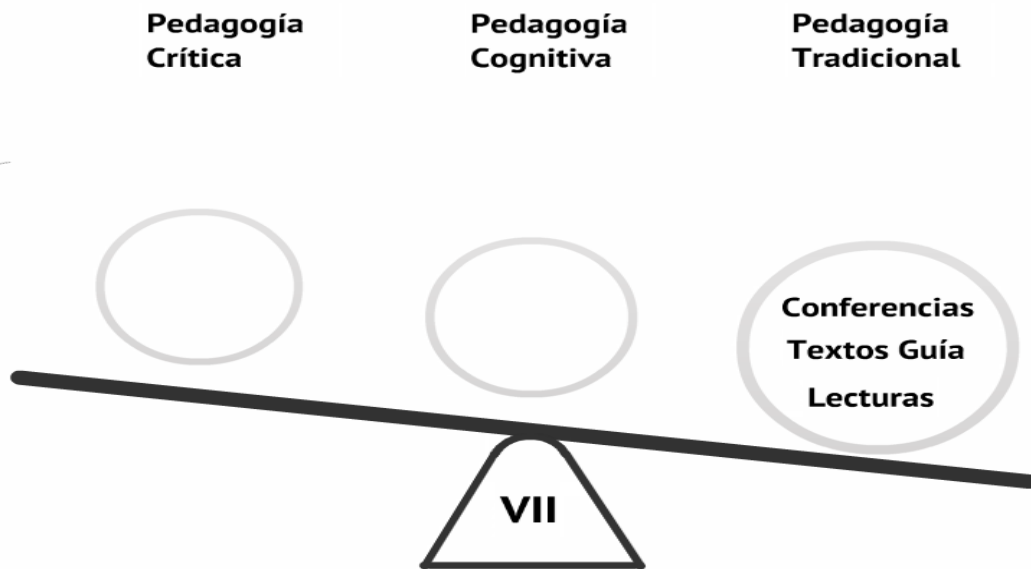 Pedagogía
Crítica
Pedagogía
Cognitiva
Pedagogía
Tradicional
Conferencias
Textos Guía
Lecturas
VII